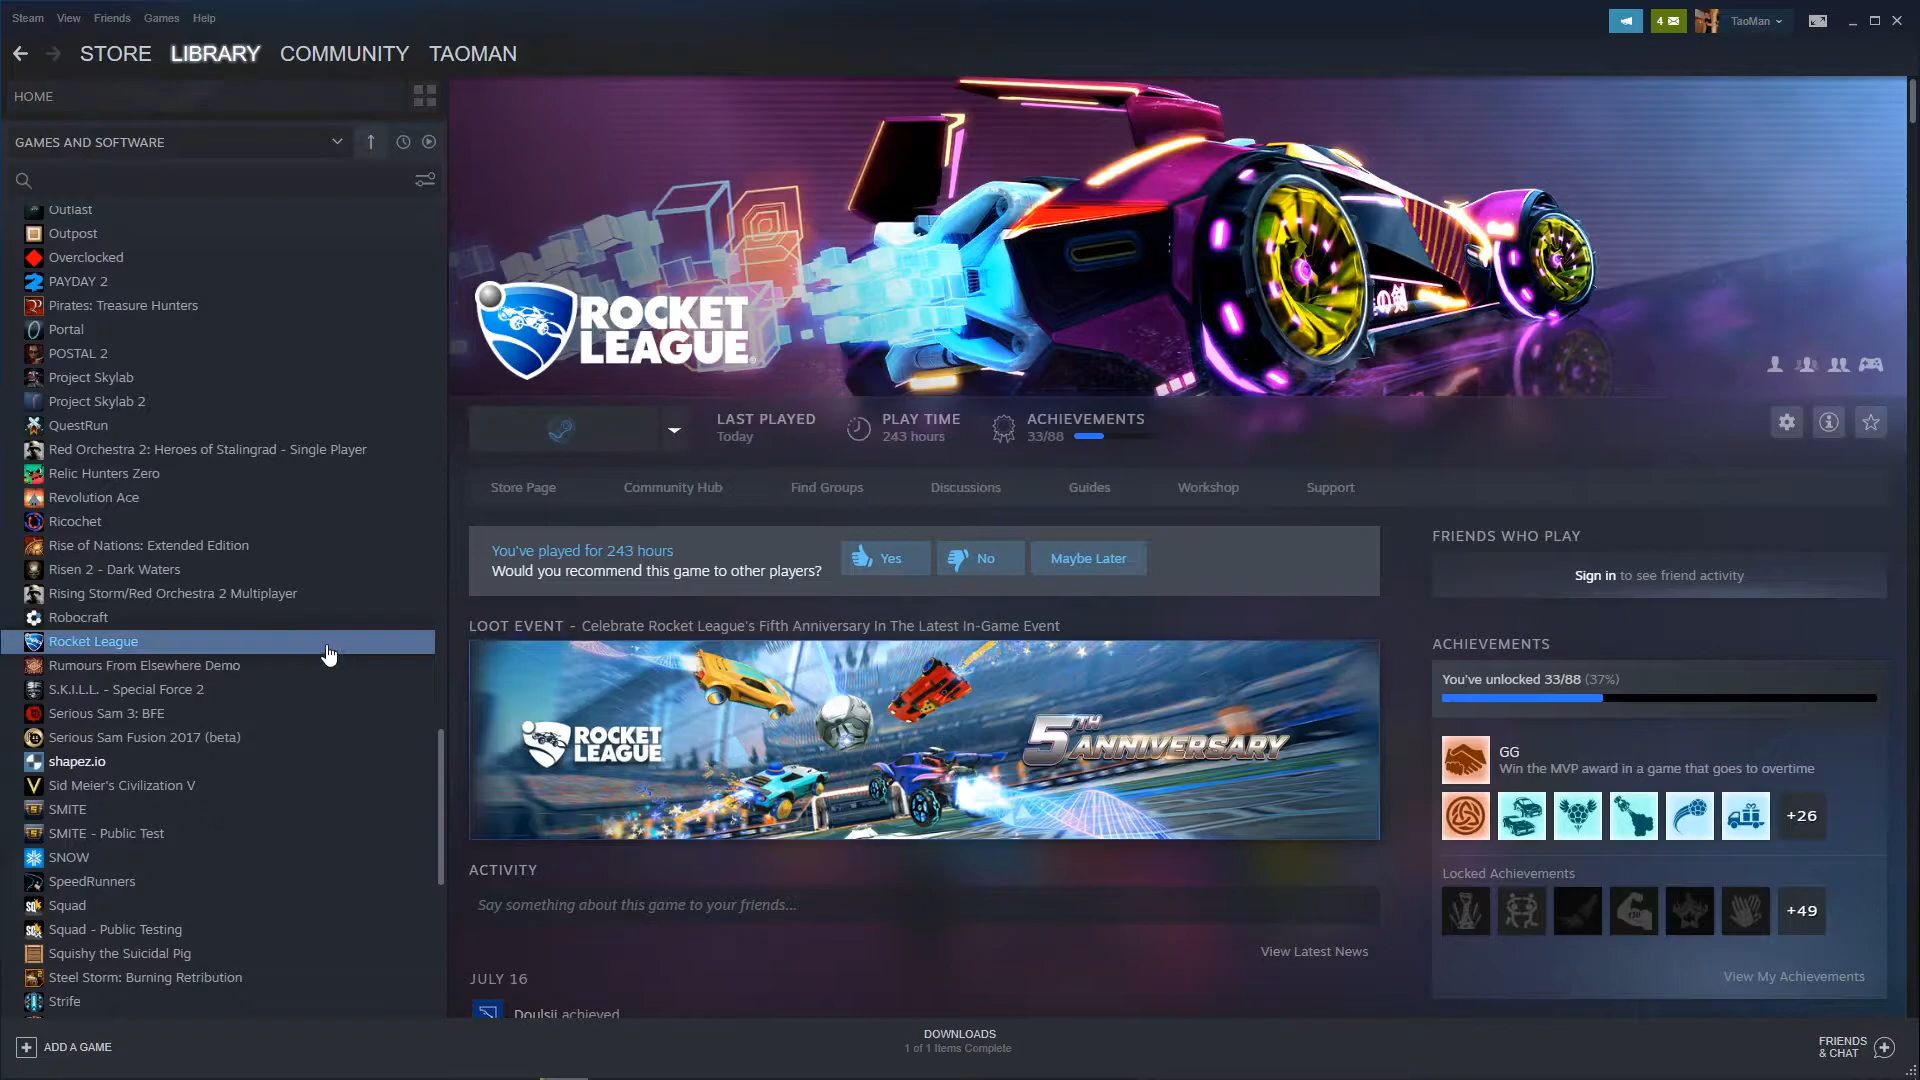 Steam View Friends Games Help
4 TaoMan
STORE LIBRARY COMMUNITY TAOMAN
HOME
GAMES AND SOFTWARE
Outlast
Outpost
Overclocked
PAYDAY 2
Pirates: Treasure Hunters
Portal
POSTAL 2
Project Skylab
Project Skylab 2
QuestRun
Red Orchestra 2: Heroes of Stalingrad - Single Player
Relic Hunters Zero
Revolution Ace
Ricochet
Rise of Nations: Extended Edition
Risen 2 - Dark Waters
Rising Storm/Red Orchestra 2 Multiplayer
Robocraft
Rocket League
Rumours From Elsewhere Demo
S.K.I.L.L. - Special Force 2
Serious Sam 3: BFE
Serious Sam Fusion 2017 (beta)
shapez.io
Sid Meier's Civilization V
SMITE
SMITE - Public Test
SNOW
SpeedRunners
Squad
Squad - Public Testing
Squishy the Suicidal Pig
Steel Storm: Burning Retribution
Strife
ADD A GAME
ROCKET
LEAGUE
の剣
LAST PLAYED
Today
PLAY TIME
243 hours
ACHIEVEMENTS
33/88
Store Page Community Hub Find Groups Discussions Guides Workshop Support
You've played for 243 hours
Would you recommend this game to other players?
Yes No Maybe Later
LOOT EVENT - Celebrate Rocket League's Fifth Anniversary In The Latest In-Game Event
ROCKET
LEAGUE
5TH
ANNIVERSARY
ACTIVITY
Say something about this game to your friends...
View Latest News
JULY 16
Doulsii achieved
FRIENDS WHO PLAY
Sign in to see friend activity
ACHIEVEMENTS
You've unlocked 33/88 (37%)
GG
Win the MVP award in a game that goes to overtime
+26
Locked Achievements
+49
View My Achievements
DOWNLOADS
1 of 1 Items Complete
FRIENDS
& CHAT